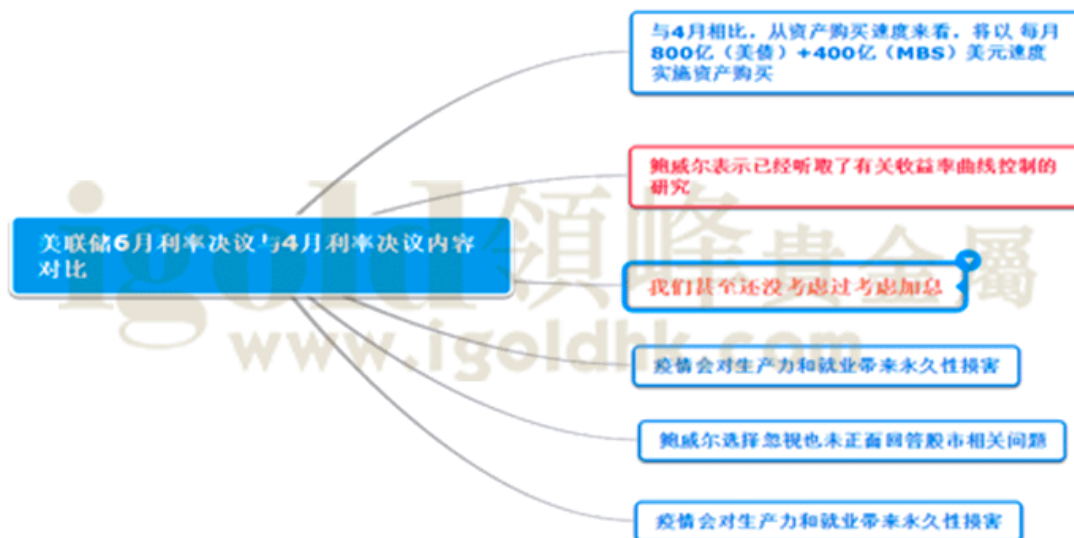 与4月相比，从资产购买速度来看，将以 每月
800亿（美债）+400亿（MBS）美元速度
实施资产购买
鲍威尔表示已经听取了有关收益率曲线控制的
研究
美联储6月利率决议与4月利率决议内容
对比
我们甚至还没考虑过考虑加息
疫情会对生产力和就业带来永久性损害
鲍威尔选择忽视也未正面回答股市相关问题
疫情会对生产力和就业带来永久性损害
igold 領峰貴金屬
www.igoldhk.com